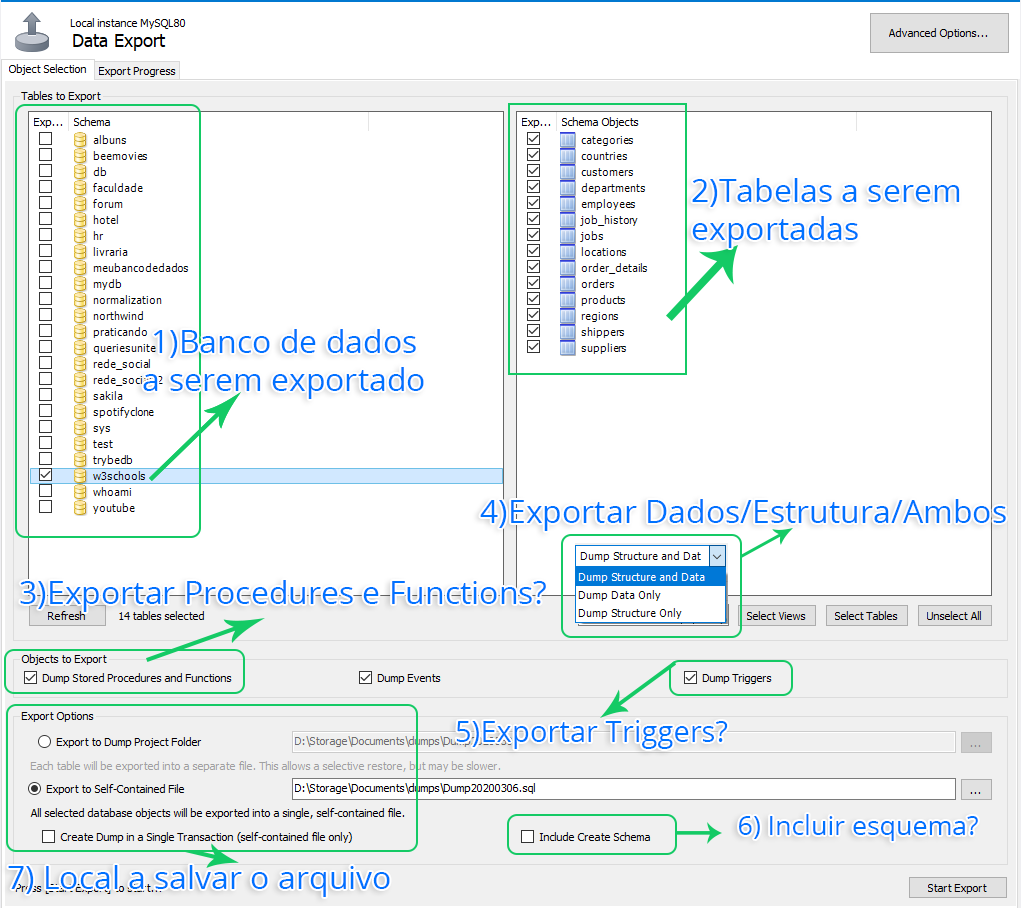 Local instance MySQL80
Data Export
Advanced Options...
Object Selection
Export Progress
Tables to Export
Exp... Schema
albuns
beemovies
db
faculdade
forum
hotel
hr
livraria
meubancodedados
mydb
normalization
northwind
praticando
queriesunite
rede_social
sakila
spotifyclone
sys
test
trybedb
w3schools
whoami
youtube
1)Banco de dados
a serem exportado
Exp... Schema Objects
categories
countries
customers
departments
employees
job_history
jobs
locations
order_details
orders
products
regions
shippers
suppliers
2)Tabelas a serem
exportadas
4)Exportar Dados/Estrutura/Ambos
Dump Structure and Dat
Dump Structure and Data
Dump Data Only
Dump Structure Only
3)Exportar Procedures e Functions?
Refresh
14 tables selected
Select Views
Select Tables
Unselect All
Objects to Export
Dump Stored Procedures and Functions
Dump Events
Dump Triggers
5)Exportar Triggers?
Export Options
Export to Dump Project Folder
D:\Storage\Documents\dumps\Dump
...
Each table will be exported into a separate file. This allows a selective restore, but may be slower.
Export to Self-Contained File
D:\Storage\Documents\dumps\Dump20200306.sql
...
All selected database objects will be exported into a single, self-contained file.
Create Dump in a Single Transaction (self-contained file only)
Include Create Schema
6) Incluir esquema?
7) Local a salvar o arquivo
Start Export